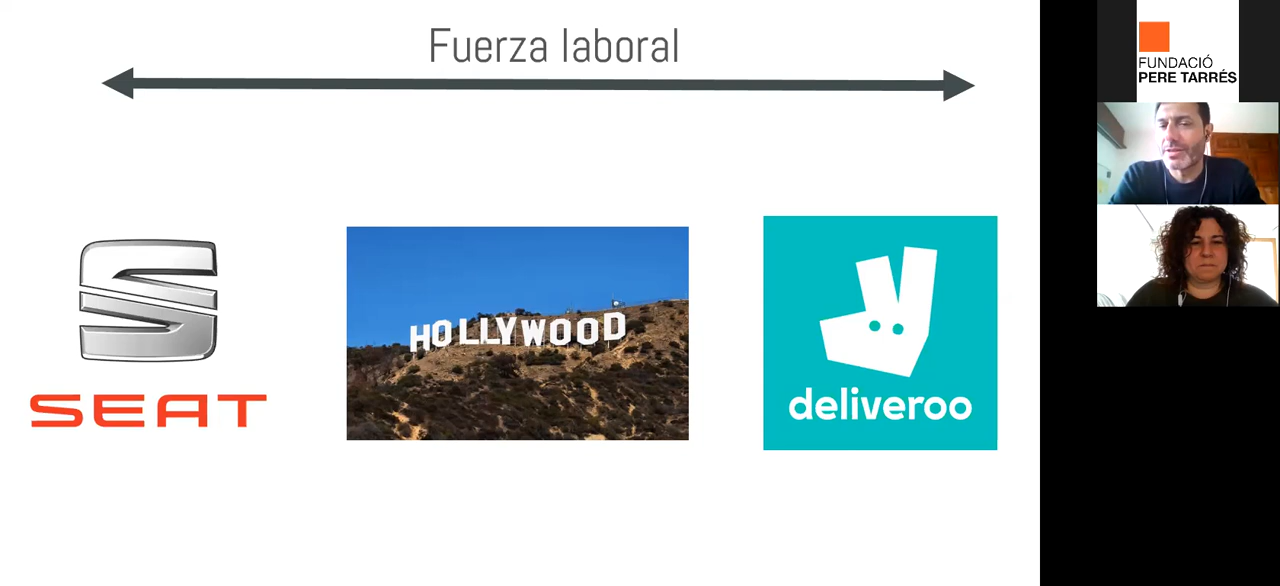 Fuerza laboral
SEAT
HOLLYWOOD
deliveroo
FUNDACIÓ
PERE TARRÉS